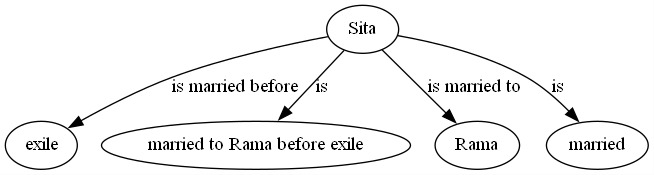 Sita
is married before
is
is married to
is
exile
married to Rama before exile
Rama
married